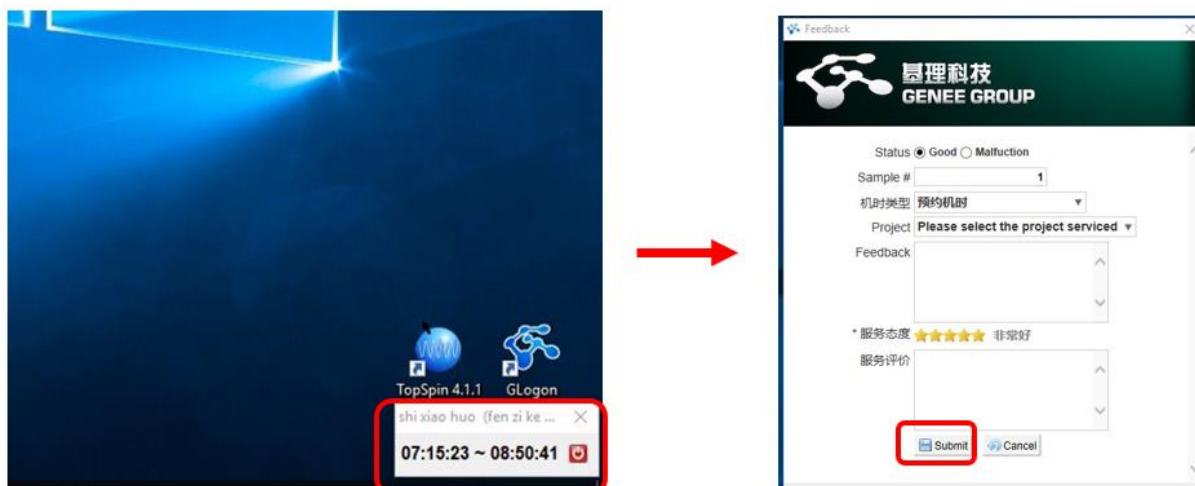 TopSpin 4.1.1
GLogon
shi xiao huo (fen zi ke ...
07:15:23 ~ 08:50:41
Feedback
基理科技
GENEE GROUP
Status Good Malfuction
Sample # 1
机时类型 预约机时
Project Please select the project serviced
Feedback
* 服务态度 非常好
服务评价
Submit Cancel